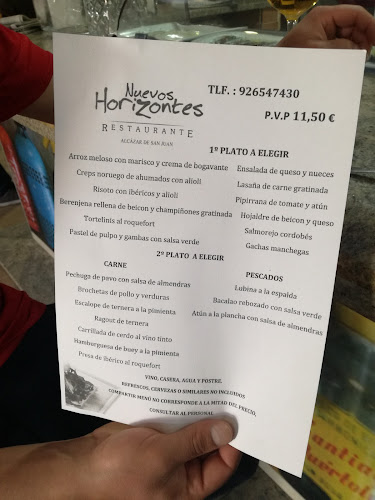 Nuevos
Horizontes
RESTAURANTE
ALCÁZAR DE SAN JUAN
TLF. : 926547430
P.V.P 11,50 €
1º PLATO A ELEGIR
Arroz meloso con marisco y crema de bogavante
Creps noruego de ahumados con alioli
Risoto con ibéricos y alioli
Berenjena rellena de beicon y champiñones gratinada
Tortelinis al roquefort
Pastel de pulpo y gambas con salsa verde
Ensalada de queso y nueces
Lasaña de carne gratinada
Pipirrana de tomate y atún
Hojaldre de beicon y queso
Salmorejo cordobés
Gachas manchegas
2º PLATO A ELEGIR
CARNE
Pechuga de pavo con salsa de almendras
Brochetas de pollo y verduras
Escalope de ternera a la pimienta
Ragout de ternera
Carrillada de cerdo al vino tinto
Hamburguesa de buey a la pimienta
Presa de ibérico al roquefort
PESCADOS
Lubina a la espalda
Bacalao rebozado con salsa verde
Atún a la plancha con salsa de almendras
VINO, CASERA, AGUA Y POSTRE.
REFRESCOS, CERVEZAS O SIMILARES NO INCLUIDOS
COMPARTIR MENÚ NO CORRESPONDE A LA MITAD DEL PRECIO,
CONSULTAR AL PERSONAL